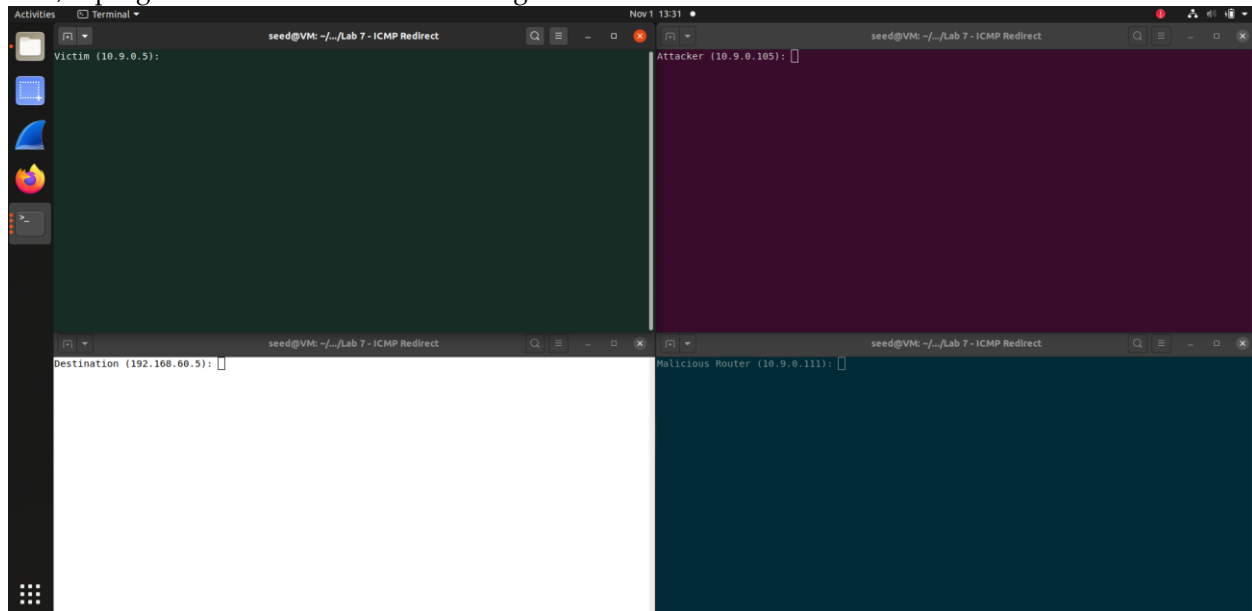 Activities Terminal Nov 1 13:31
seed@VM: ~/.../Lab 7 - ICMP Redirect
Victim (10.9.0.5):
seed@VM: ~/.../Lab 7 - ICMP Redirect
Attacker (10.9.0.105):
seed@VM: ~/.../Lab 7 - ICMP Redirect
Destination (192.168.60.5):
seed@VM: ~/.../Lab 7 - ICMP Redirect
Malicious Router (10.9.0.111):